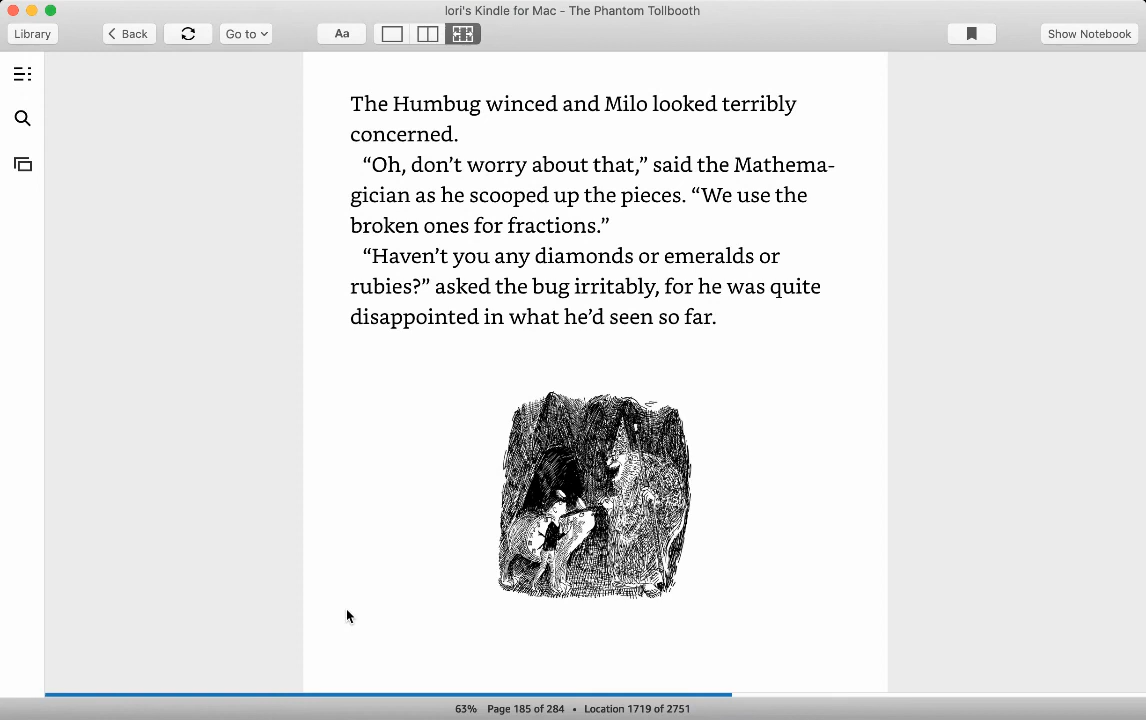 lori's Kindle for Mac - The Phantom Tollbooth
Library Back Go to Aa Show Notebook
The Humbug winced and Milo looked terribly
concerned.
“Oh, don’t worry about that,” said the Mathema-
gician as he scooped up the pieces. “We use the
broken ones for fractions.”
“Haven’t you any diamonds or emeralds or
rubies?” asked the bug irritably, for he was quite
disappointed in what he’d seen so far.
63% Page 185 of 284 • Location 1719 of 2751